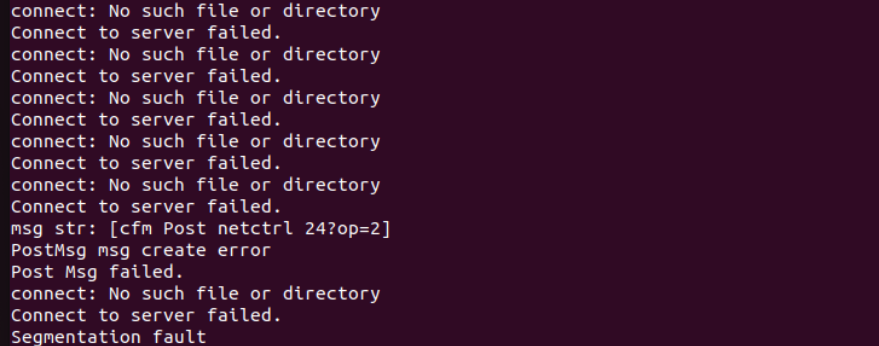 connect: No such file or directory
Connect to server failed.
connect: No such file or directory
Connect to server failed.
connect: No such file or directory
Connect to server failed.
connect: No such file or directory
Connect to server failed.
connect: No such file or directory
Connect to server failed.
msg str: [cfm Post netctrl 24?op=2]
PostMsg msg create error
Post Msg failed.
connect: No such file or directory
Connect to server failed.
Segmentation fault